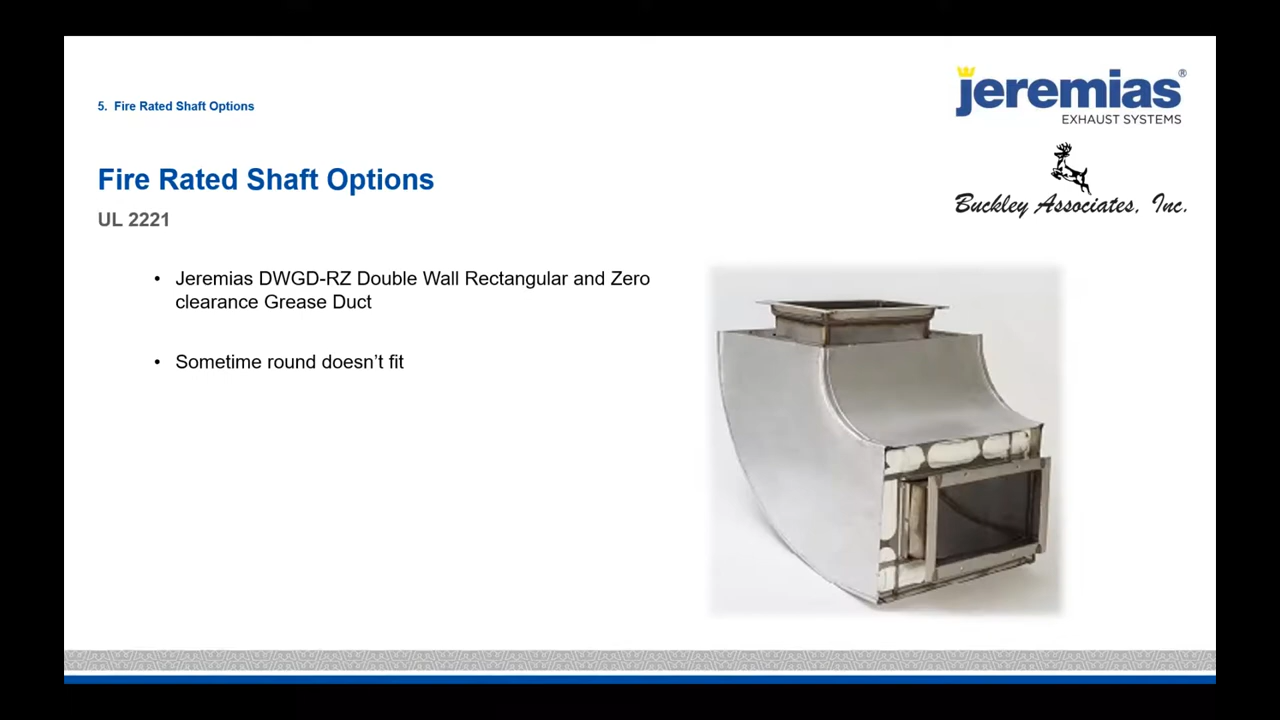 5. Fire Rated Shaft Options
jeremias®
EXHAUST SYSTEMS
Buckley Associates, Inc.
Fire Rated Shaft Options
UL 2221
• Jeremias DWGD-RZ Double Wall Rectangular and Zero
clearance Grease Duct
• Sometime round doesn’t fit